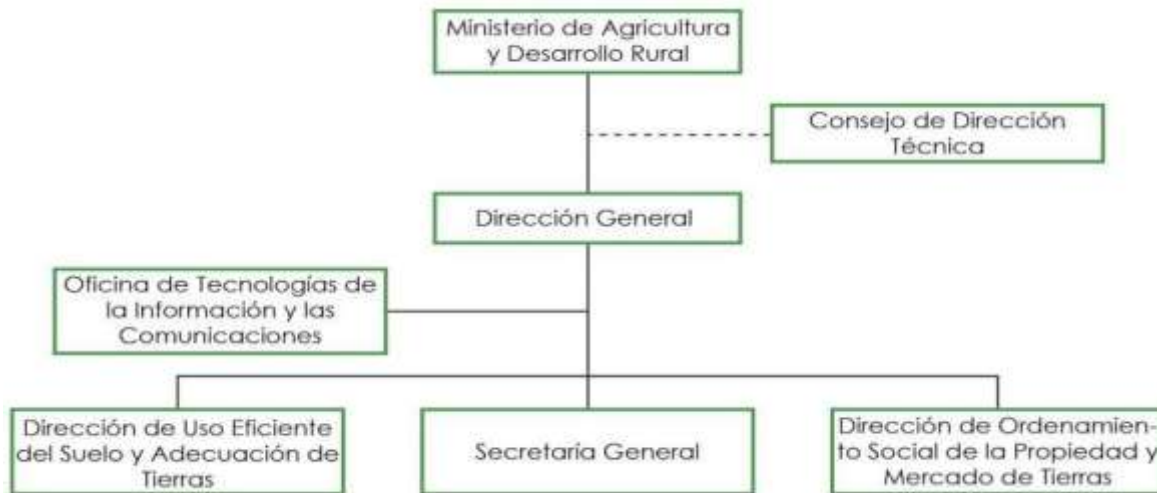 Ministerio de Agricultura
y Desarrollo Rural
Consejo de Dirección
Técnica
Dirección General
Oficina de Tecnologías de
la Información y las
Comunicaciones
Dirección de Uso Eficiente
del Suelo y Adecuación de
Tierras
Secretaría General
Dirección de Ordenamien-
to Social de la Propiedad y
Mercado de Tierras